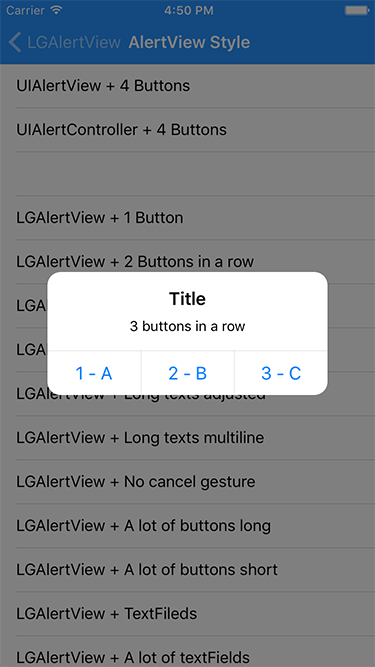 Carrier 4:50 PM
LGAlertView AlertView Style
UIAlertView + 4 Buttons
UIAlertController + 4 Buttons
LGAlertView + 1 Button
LGAlertView + 2 Buttons in a row
LGA
LGA
Title
3 buttons in a row
1 - A 2 - B 3 - C
LGAlertView + Long texts adjusted
LGAlertView + Long texts multiline
LGAlertView + No cancel gesture
LGAlertView + A lot of buttons long
LGAlertView + A lot of buttons short
LGAlertView + TextFileds
LGAlertView + A lot of textFields